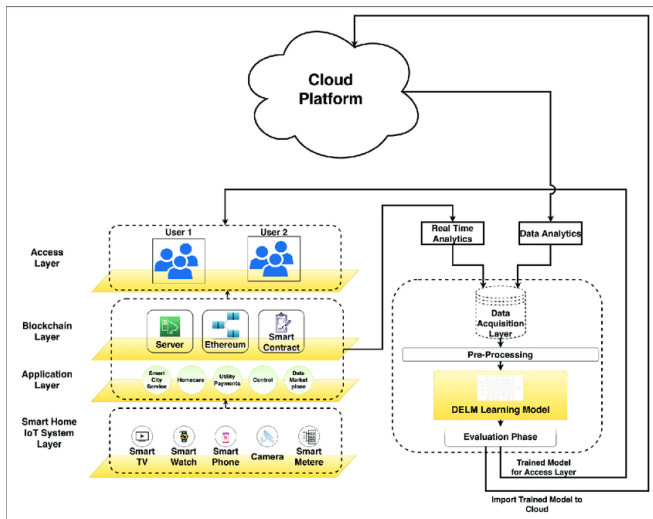 Cloud
Platform
User 1
User 2
Access
Layer
Real Time
Analytics
Data Analytics
Blockchain
Layer
Server
Ethereum
Smart
Contract
Data
Acquisition
Layer
Pre-Processing
Application
Layer
Smart
City
Service
Homecare
Utility
Payments
Control
Data
Market
place
DELM Learning Model
Evaluation Phase
Smart Home
IoT System
Layer
Smart
TV
Smart
Watch
Smart
Phone
Camera
Smart
Metere
Trained Model
for Access Layer
Import Trained Model to
Cloud